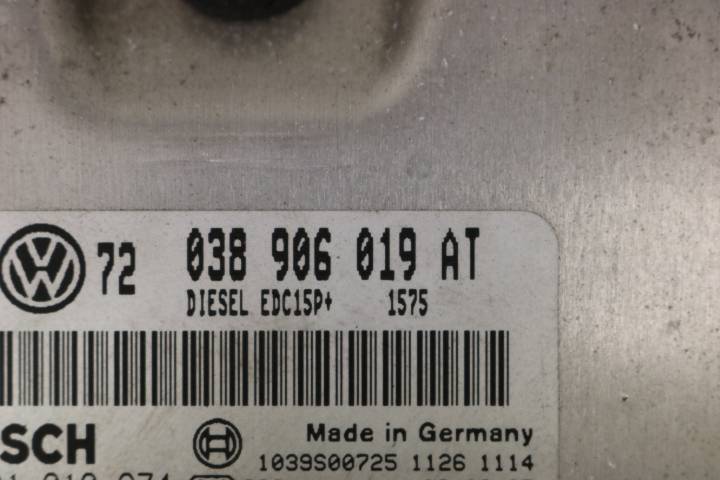 72 038 906 019 AT
DIESEL EDC15P+ 1575
SCH
Made in Germany
1039S00725 1126 1114